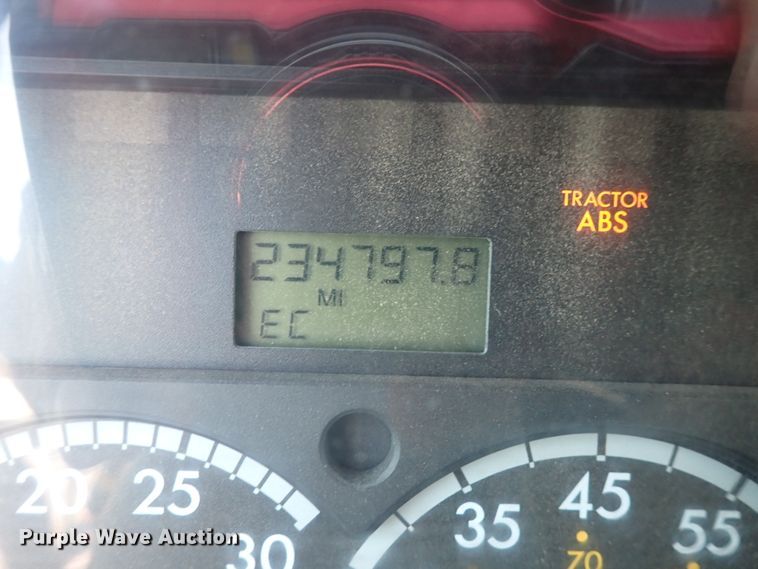 TRACTOR
ABS
234797.8
MI
EC
20 25 30
35 45 55
70
Purple Wave Auction